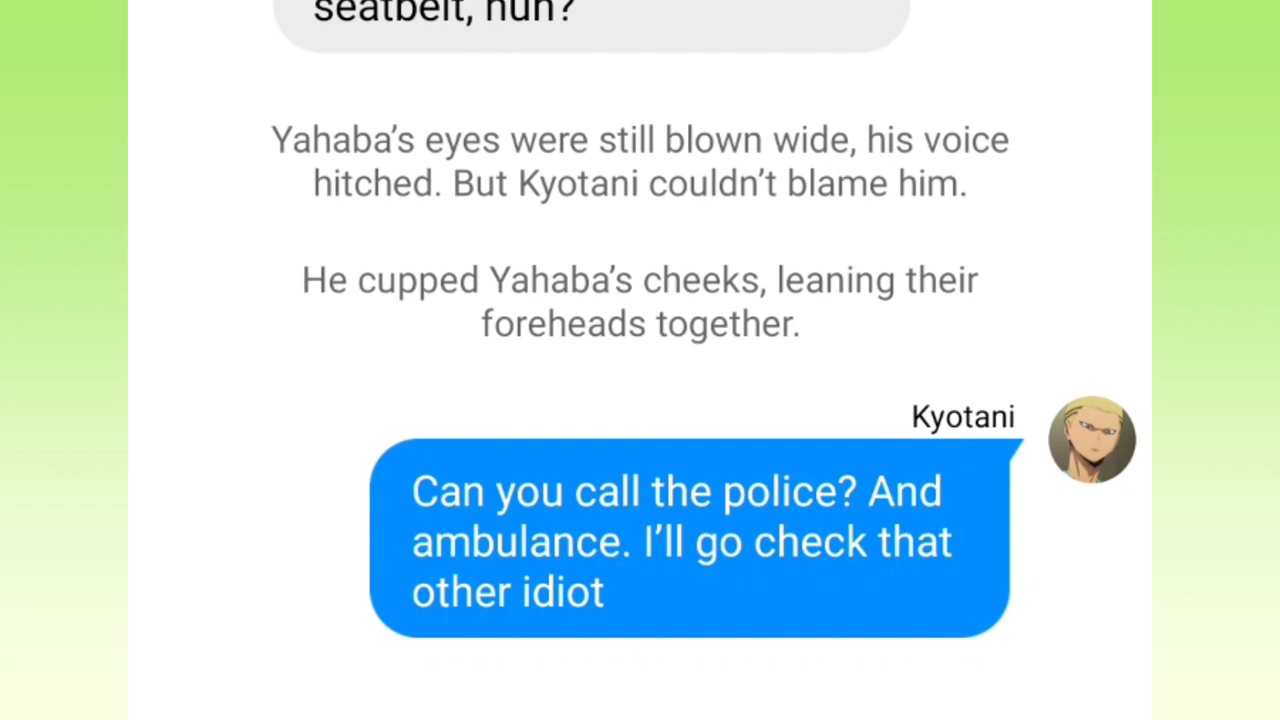 seatbelt, huh?
Yahaba’s eyes were still blown wide, his voice
hitched. But Kyotani couldn’t blame him.
He cupped Yahaba’s cheeks, leaning their
foreheads together.
Kyotani
Can you call the police? And
ambulance. I’ll go check that
other idiot